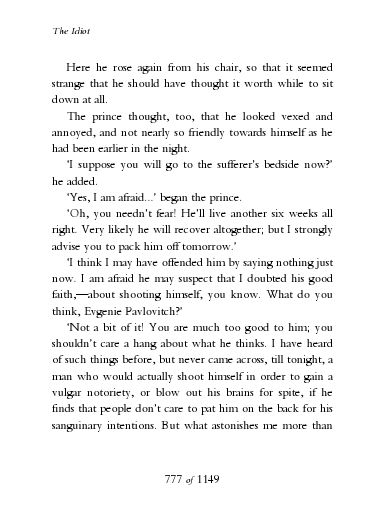 The Idiot
Here he rose again from his chair, so that it seemed
strange that he should have thought it worth while to sit
down at all.
The prince thought, too, that he looked vexed and
annoyed, and not nearly so friendly towards himself as he
had been earlier in the night.
‘I suppose you will go to the sufferer’s bedside now?’
he added.
‘Yes, I am afraid...’ began the prince.
‘Oh, you needn’t fear! He’ll live another six weeks all
right. Very likely he will recover altogether; but I strongly
advise you to pack him off tomorrow.’
‘I think I may have offended him by saying nothing just
now. I am afraid he may suspect that I doubted his good
faith,—about shooting himself, you know. What do you
think, Evgenie Pavlovitch?’
‘Not a bit of it! You are much too good to him; you
shouldn’t care a hang about what he thinks. I have heard
of such things before, but never came across, till tonight, a
man who would actually shoot himself in order to gain a
vulgar notoriety, or blow out his brains for spite, if he
finds that people don’t care to pat him on the back for his
sanguinary intentions. But what astonishes me more than
777 of 1149